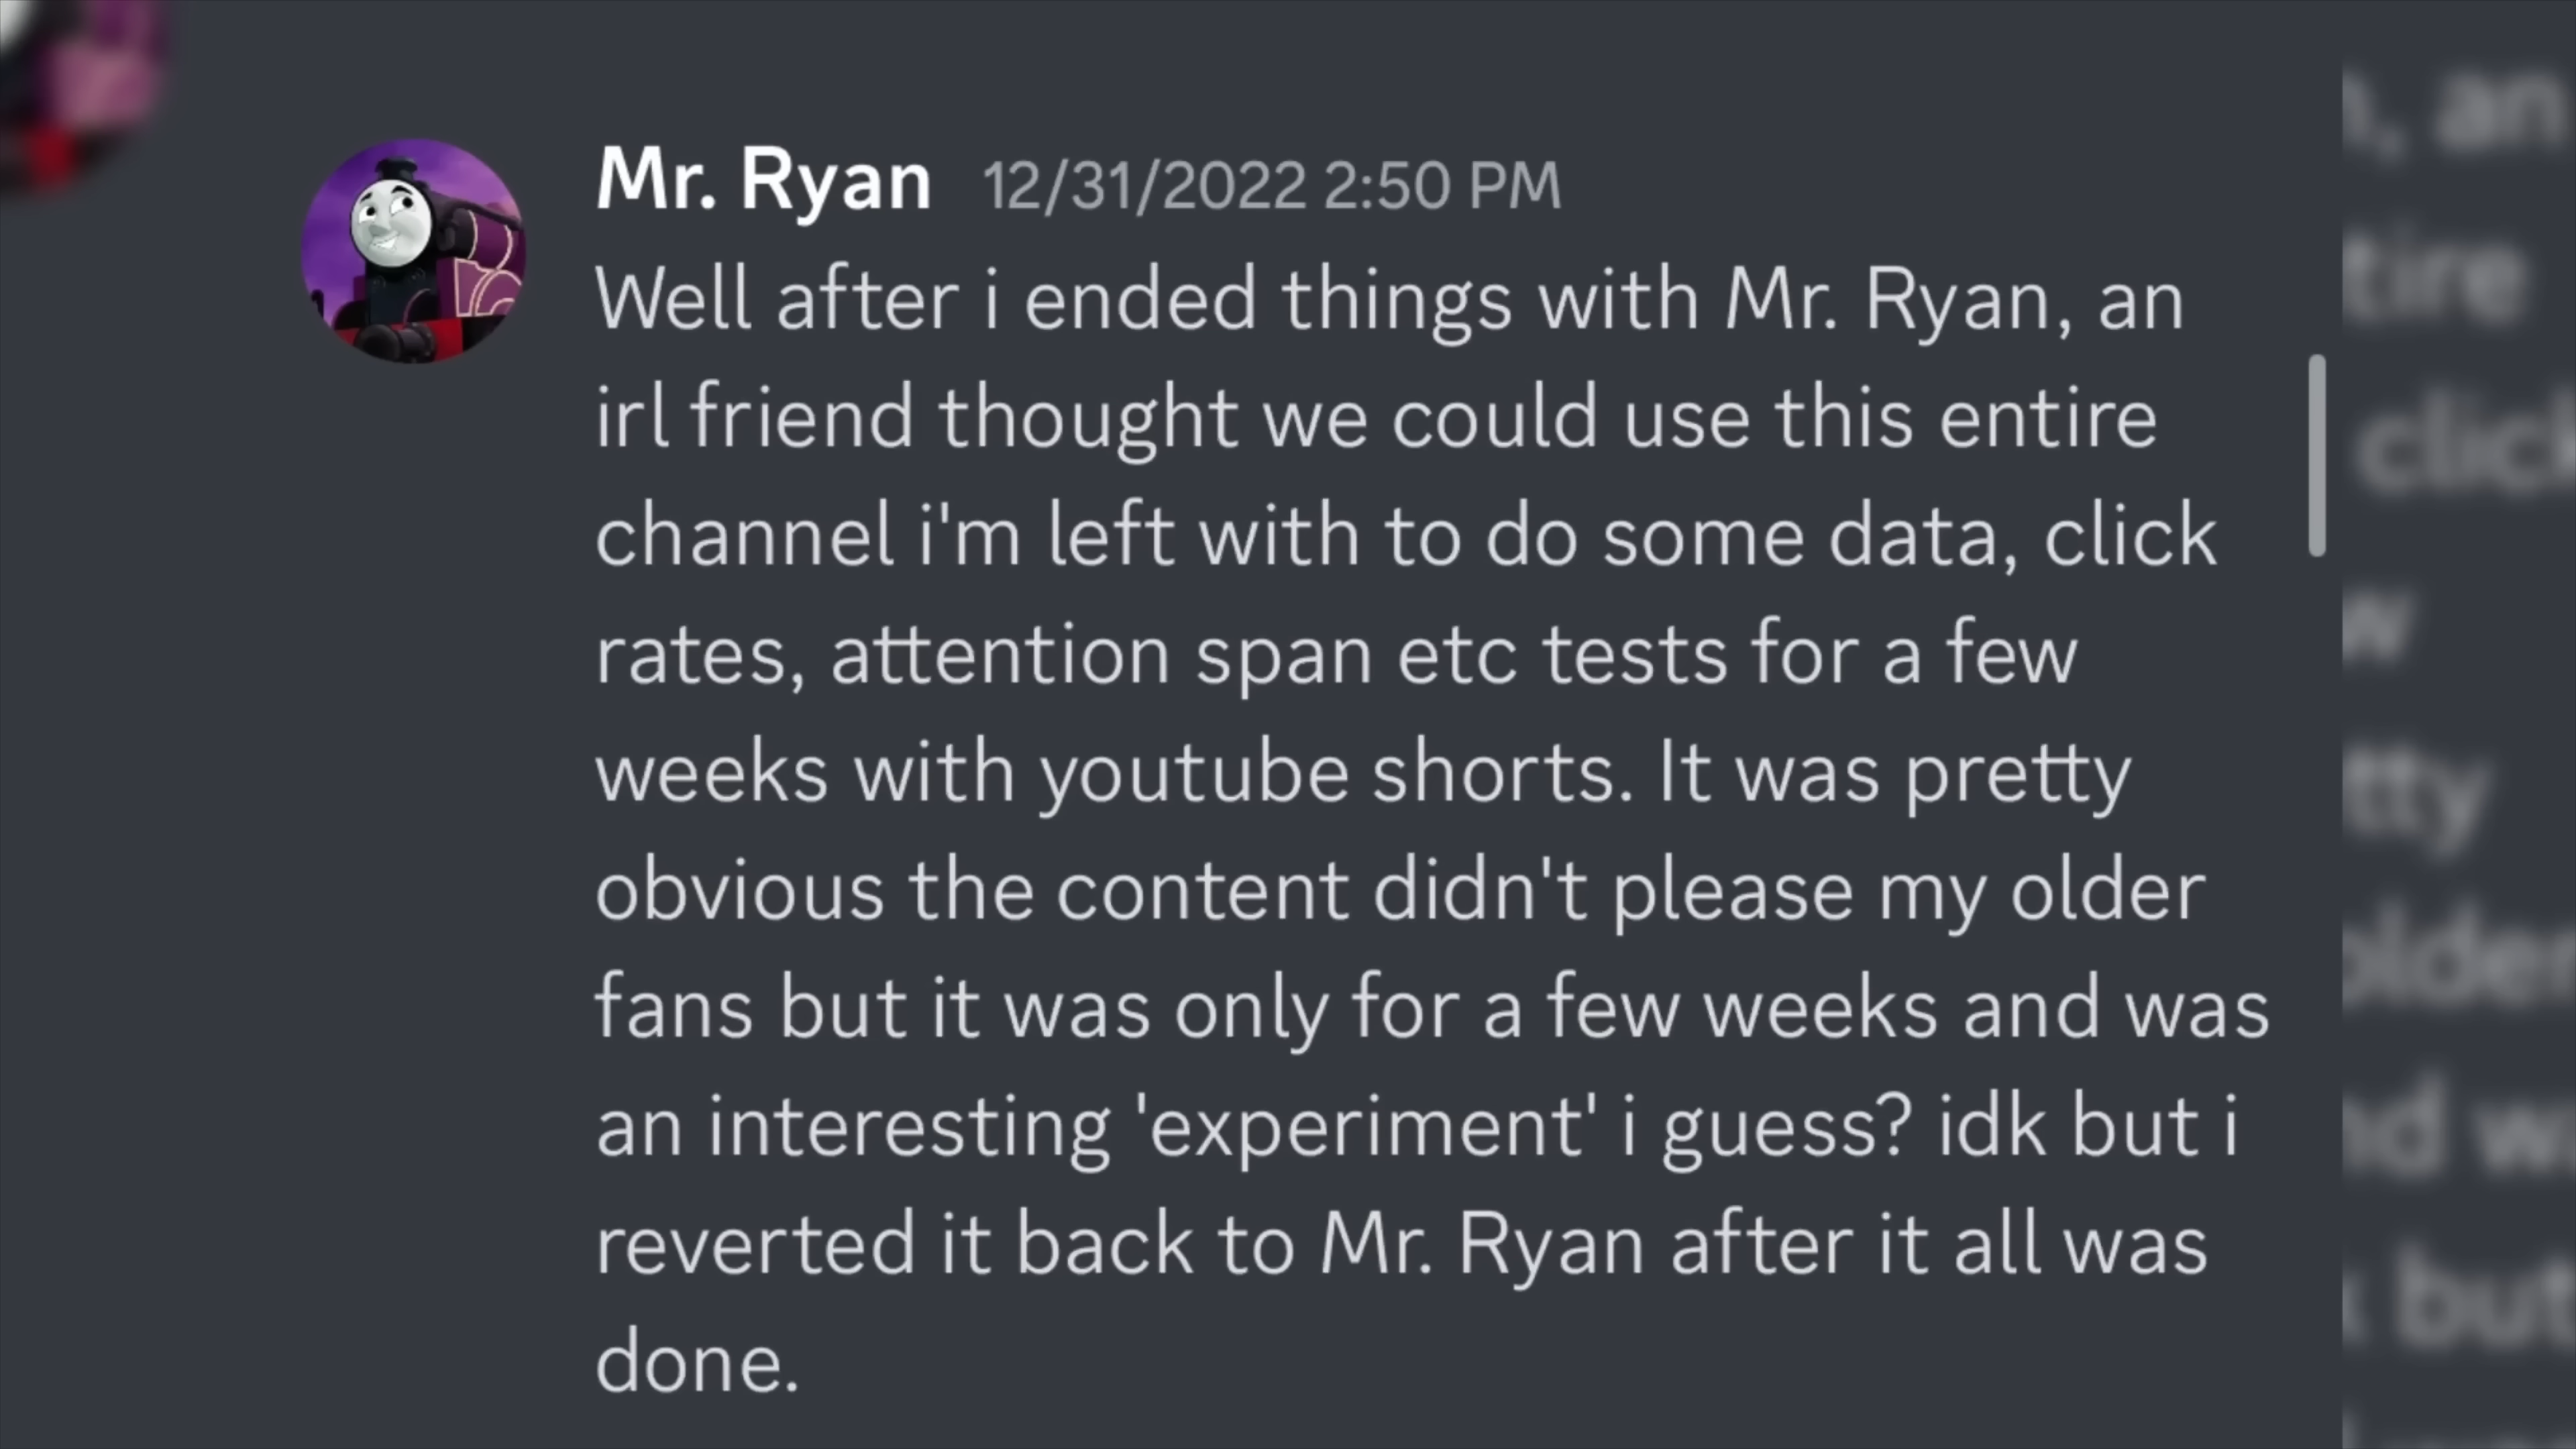 Mr. Ryan 12/31/2022 2:50 PM
Well after i ended things with Mr. Ryan, an
irl friend thought we could use this entire
channel i'm left with to do some data, click
rates, attention span etc tests for a few
weeks with youtube shorts. It was pretty
obvious the content didn't please my older
fans but it was only for a few weeks and was
an interesting 'experiment' i guess? idk but i
reverted it back to Mr. Ryan after it all was
done.